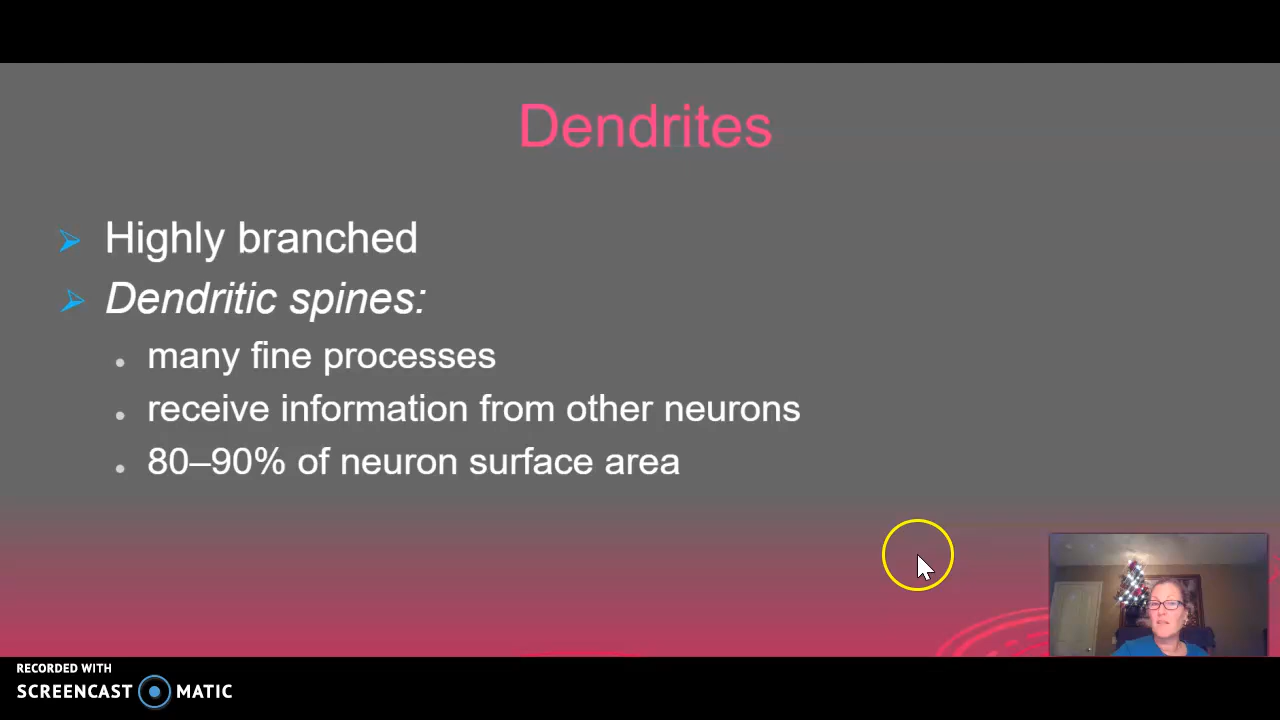 Dendrites
Highly branched
Dendritic spines:
many fine processes
receive information from other neurons
80–90% of neuron surface area
RECORDED WITH
SCREENCAST MATIC